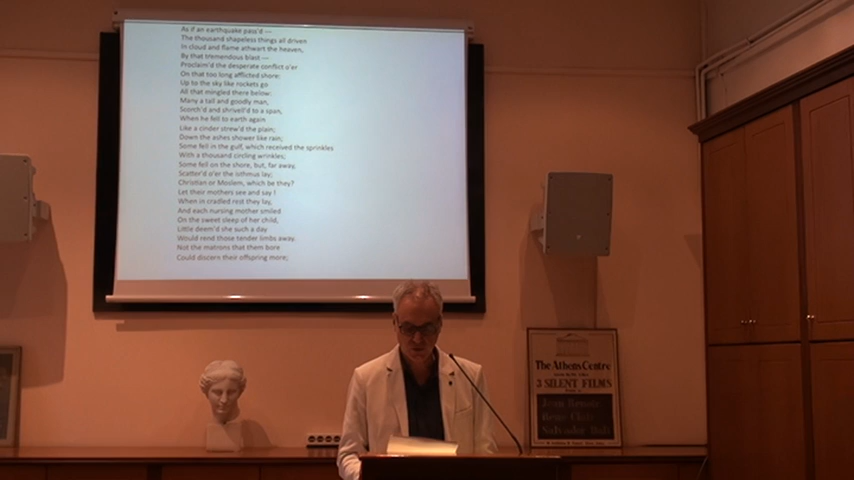 As if an earthquake pass'd —
The thousand shapeless things all driven
In cloud and flame athwart the heaven,
By that tremendous blast —
Proclaim'd the desperate conflict o'er
On that too long afflicted shore:
Up to the sky like rockets go
All that mingled there below:
Many a tall and goodly man,
Scorch'd and shrivell'd to a span,
When he fell to earth again
Like a cinder strew'd the plain;
Down the ashes shower like rain;
Some fell in the gulf, which received the sprinkles
With a thousand circling wrinkles;
Some fell on the shore, but, far away,
Scatter'd o'er the isthmus lay;
Christian or Moslem, which be they?
Let their mothers see and say !
When in cradled rest they lay,
And each nursing mother smiled
On the sweet sleep of her child,
Little deem'd she such a day
Would rend those tender limbs away.
Not the matrons that them bore
Could discern their offspring more;
The Athens Centre
3 SILENT FILMS
Jean Renoir
Rene Clair
Salvador Dali